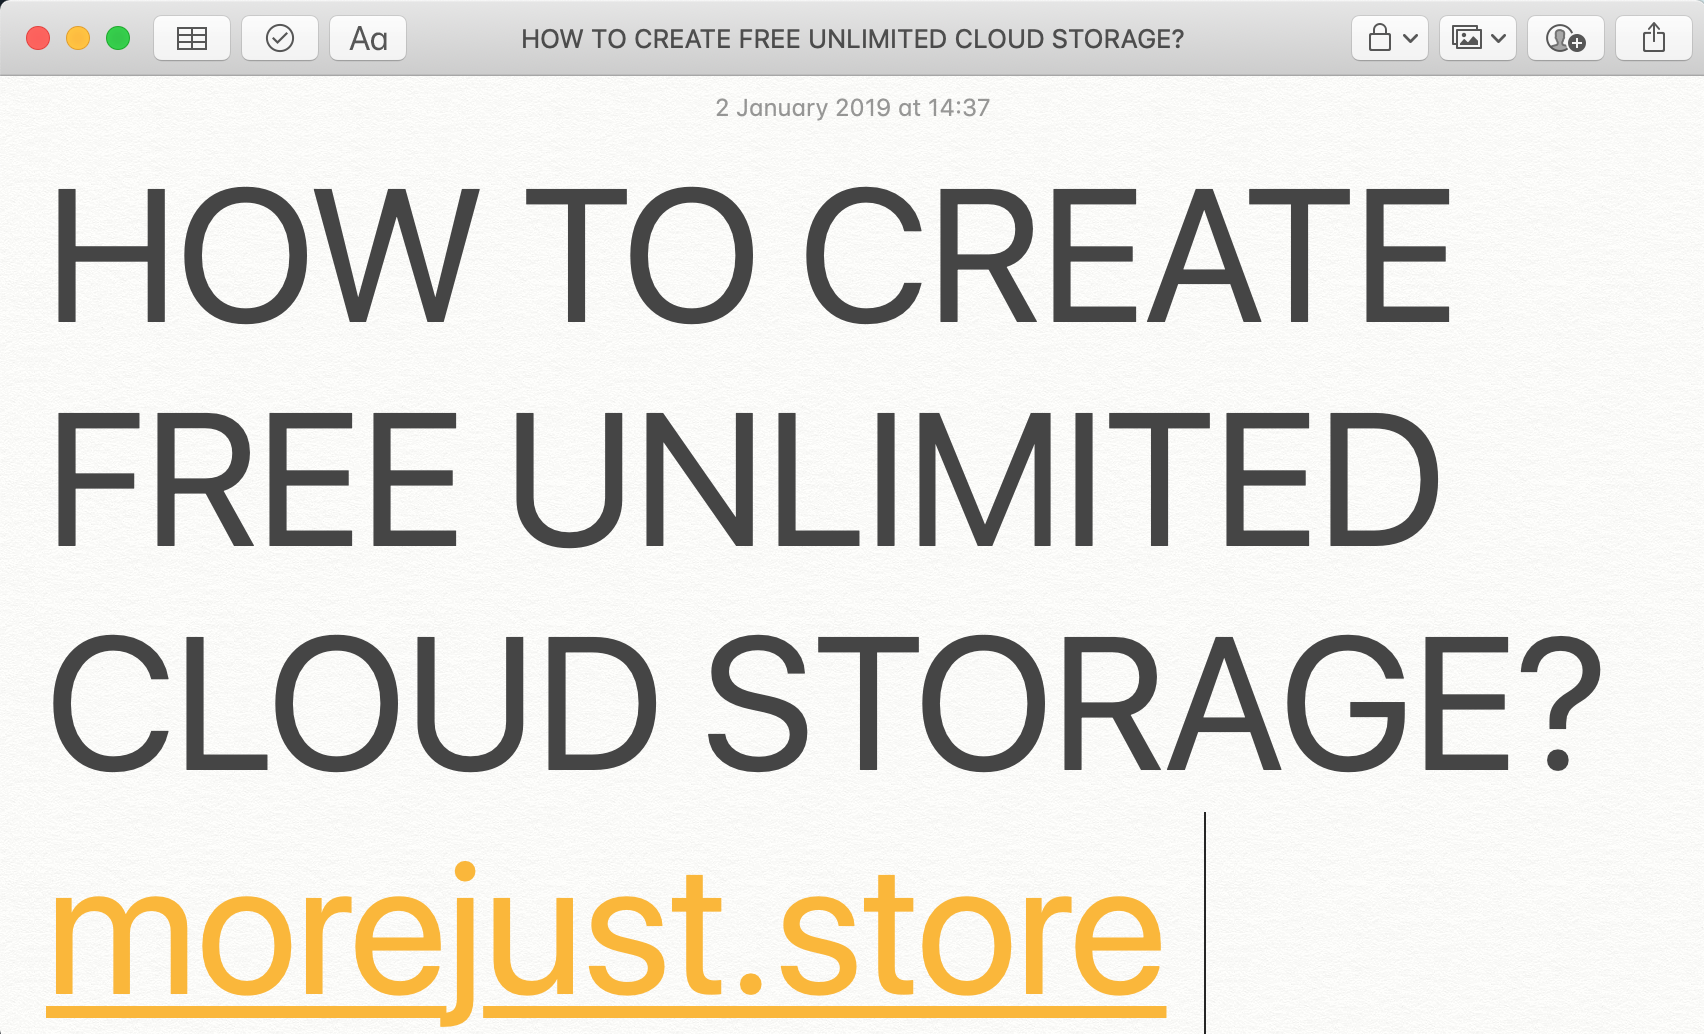 Aa
HOW TO CREATE FREE UNLIMITED CLOUD STORAGE?
2 January 2019 at 14:37
HOW TO CREATE
FREE UNLIMITED
CLOUD STORAGE?
morejust.store